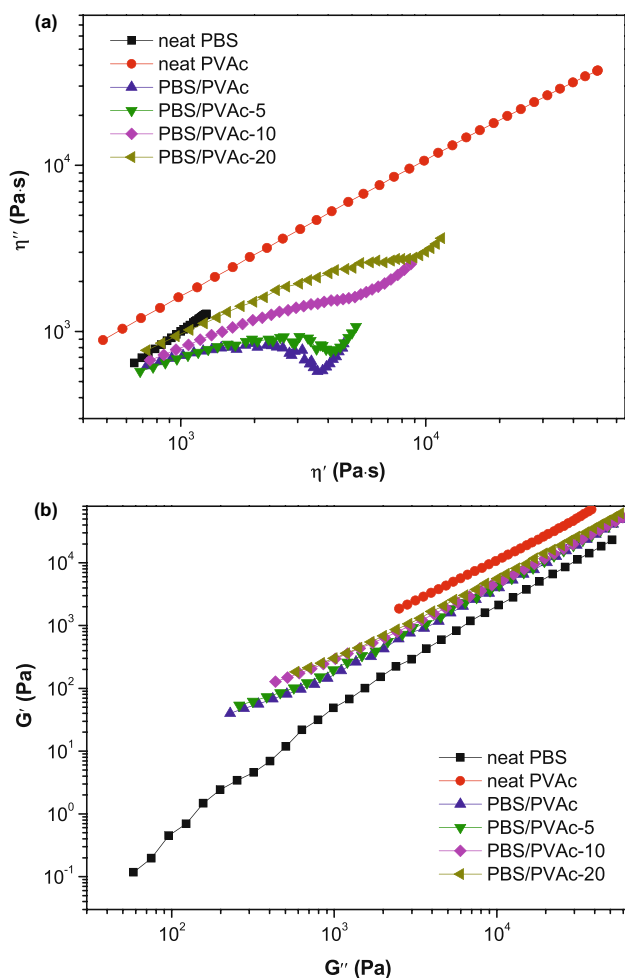 (a)
neat PBS
neat PVAc
PBS/PVAc
PBS/PVAc-5
PBS/PVAc-10
PBS/PVAc-20
10⁴
10³
η′′ (Pa·s)
10³ 10⁴
η′ (Pa·s)
(b)
10⁴
10³
10² 
10¹
10⁰
10⁻¹
G′ (Pa)
neat PBS
neat PVAc
PBS/PVAc
PBS/PVAc-5
PBS/PVAc-10
PBS/PVAc-20
10² 10³ 10⁴
G′′ (Pa)